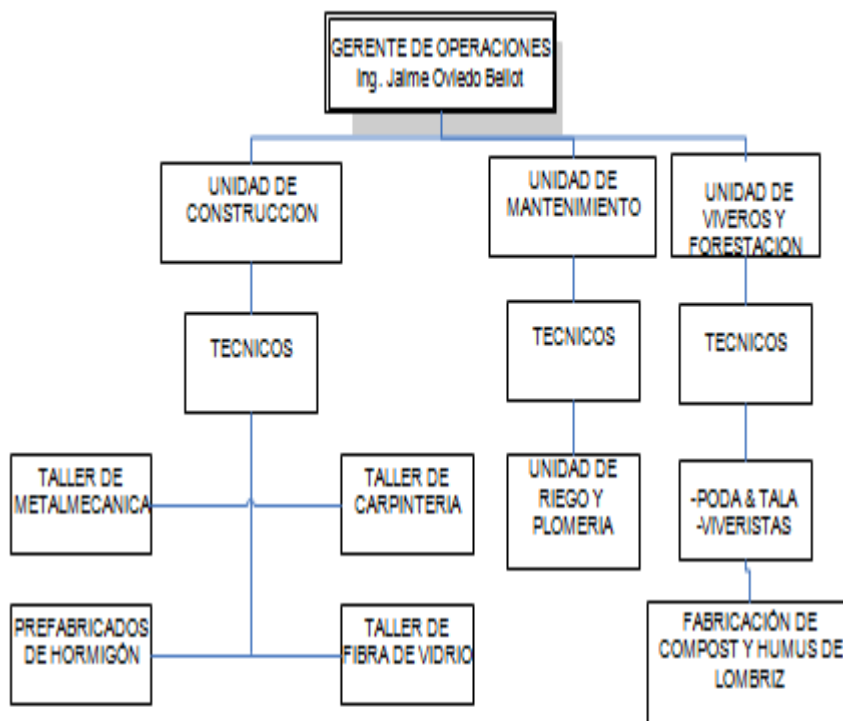 GERENTE DE OPERACIONES
Ing. Jaime Oviedo Bellot
UNIDAD DE
CONSTRUCCION
UNIDAD DE
MANTENIMIENTO
UNIDAD DE
VIVEROS Y
FORESTACION
TECNICOS
TECNICOS
TECNICOS
TALLER DE
METALMECANICA
TALLER DE
CARPINTERIA
UNIDAD DE
RIEGO Y
PLOMERIA
-PODA & TALA
-VIVERISTAS
PREFABRICADOS
DE HORMIGÓN
TALLER DE
FIBRA DE VIDRIO
FABRICACIÓN DE
COMPOST Y HUMUS DE
LOMBRIZ